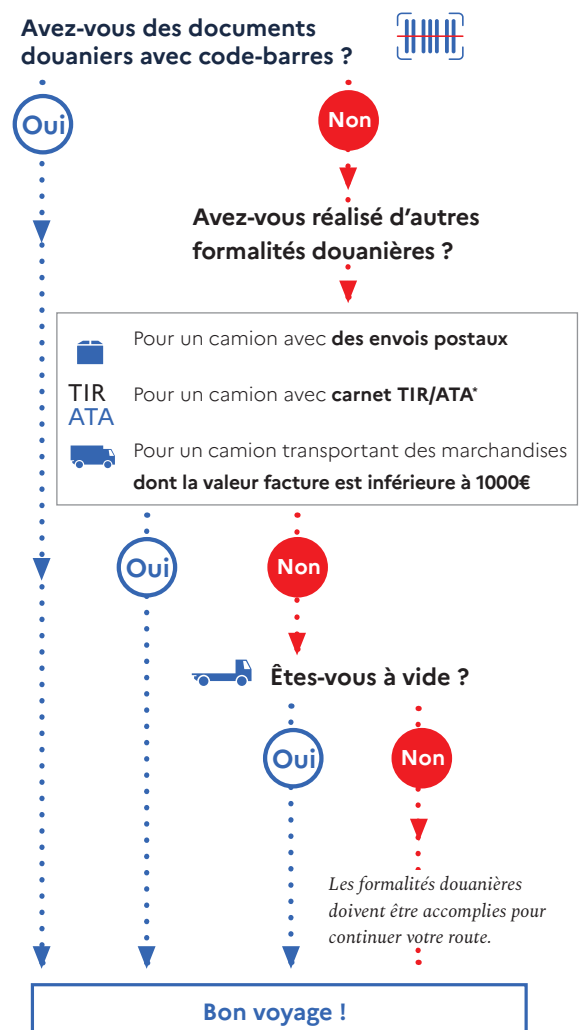 Avez-vous des documents
douaniers avec code-barres ?
Oui
Non
Avez-vous réalisé d’autres
formalités douanières ?
Pour un camion avec des envois postaux
TIR
ATA
Pour un camion avec carnet TIR/ATA*
Pour un camion transportant des marchandises
dont la valeur facture est inférieure à 1000€
Oui
Non
Êtes-vous à vide ?
Oui
Non
Les formalités douanières
doivent être accomplies pour
continuer votre route.
Bon voyage !